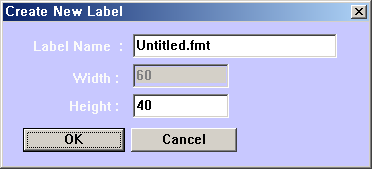 Create New Label
Label Name : Untitled.fmt
Width : 60
Height : 40
OK Cancel